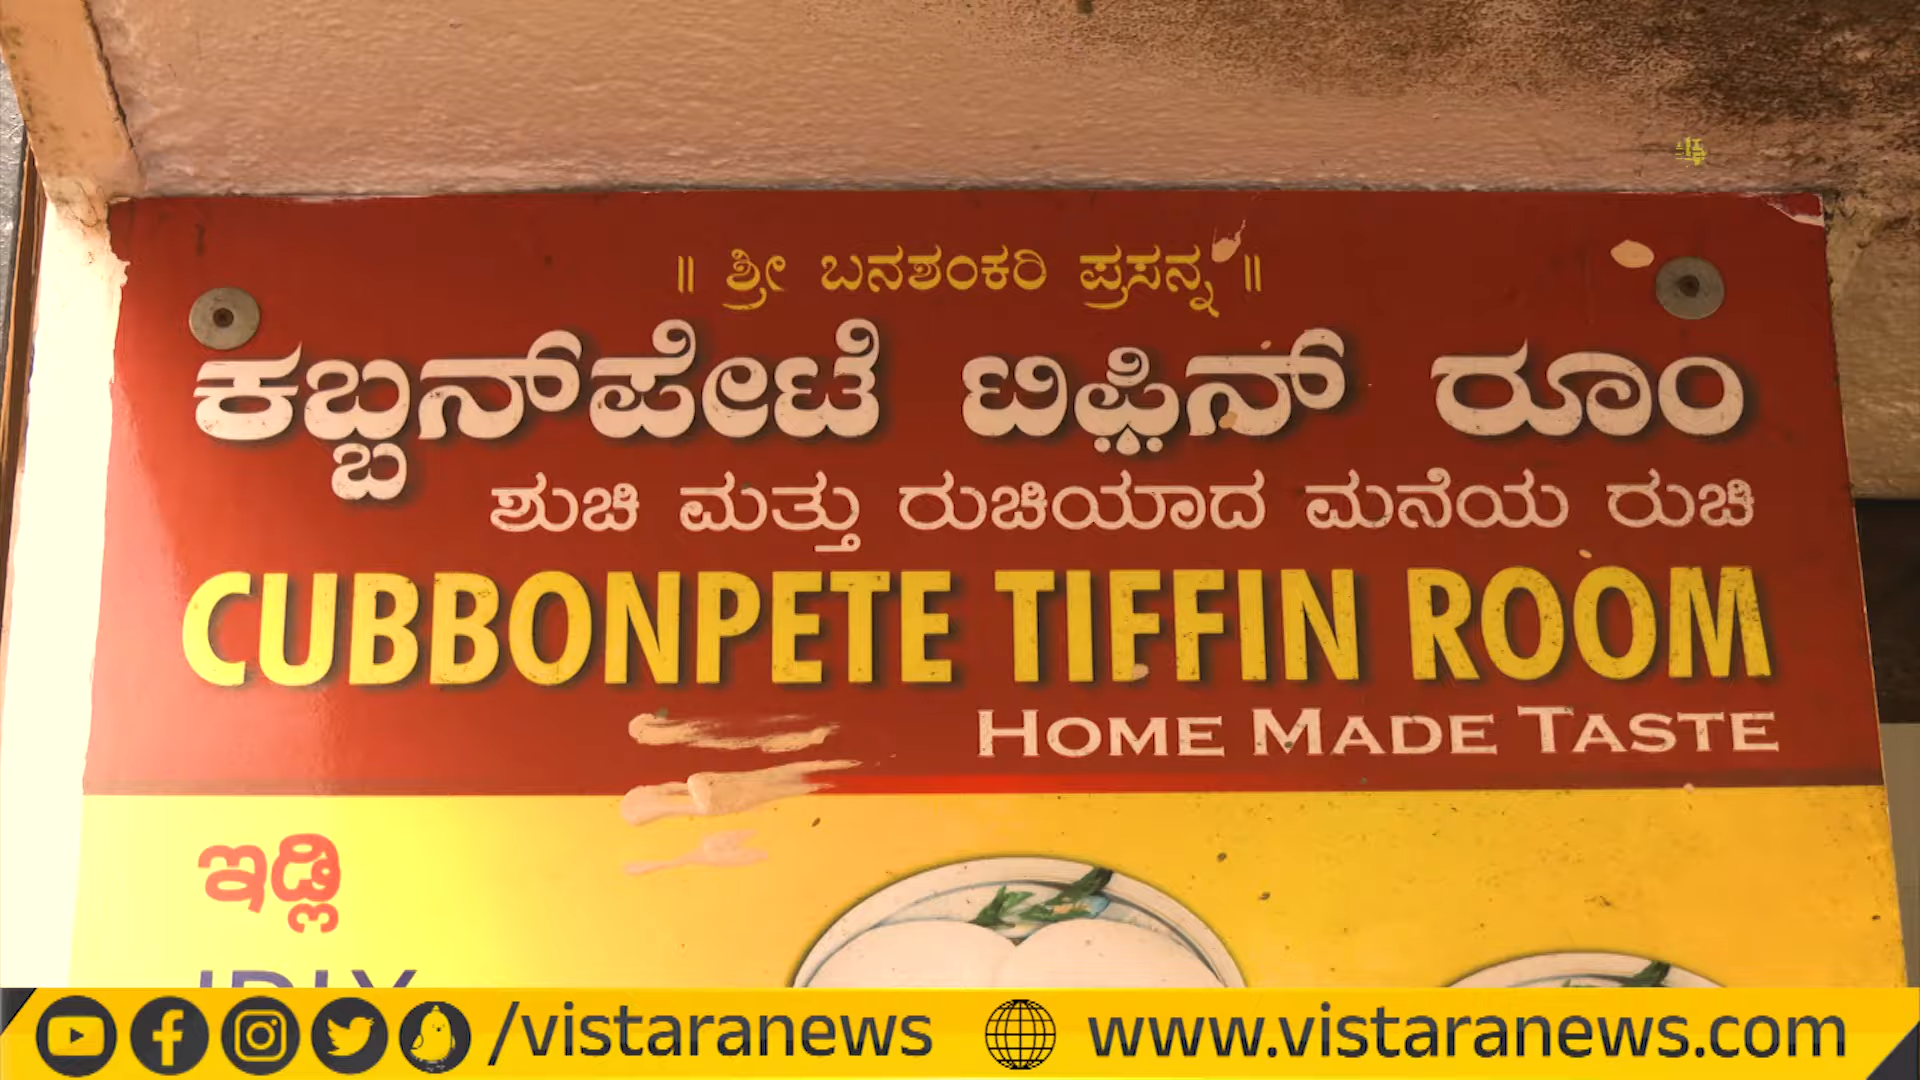 ॥ ಶ್ರೀ ಬನಶಂಕರಿ ಪ್ರಸನ್ನ ॥
ಕಬ್ಬನ್‌ಪೇಟೆ ಟಿಫಿನ್ ರೂಂ
ಶುಚಿ ಮತ್ತು ರುಚಿಯಾದ ಮನೆಯ ರುಚಿ
CUBBONPETE TIFFIN ROOM
HOME MADE TASTE
ಇಡ್ಲಿ
IDLY
/vistaranews www.vistaranews.com